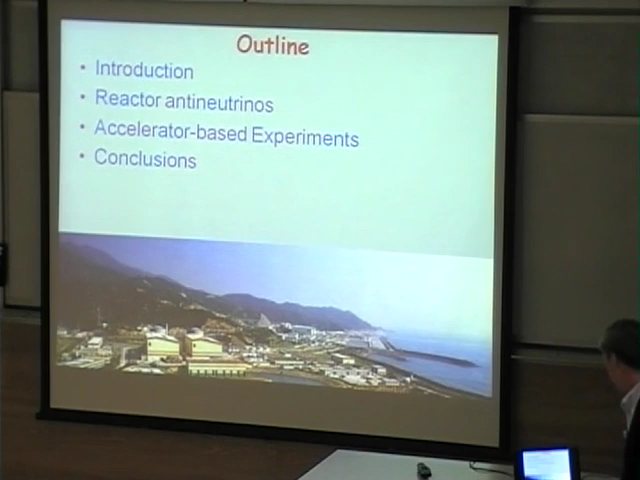 Outline
• Introduction
• Reactor antineutrinos
• Accelerator-based Experiments
• Conclusions